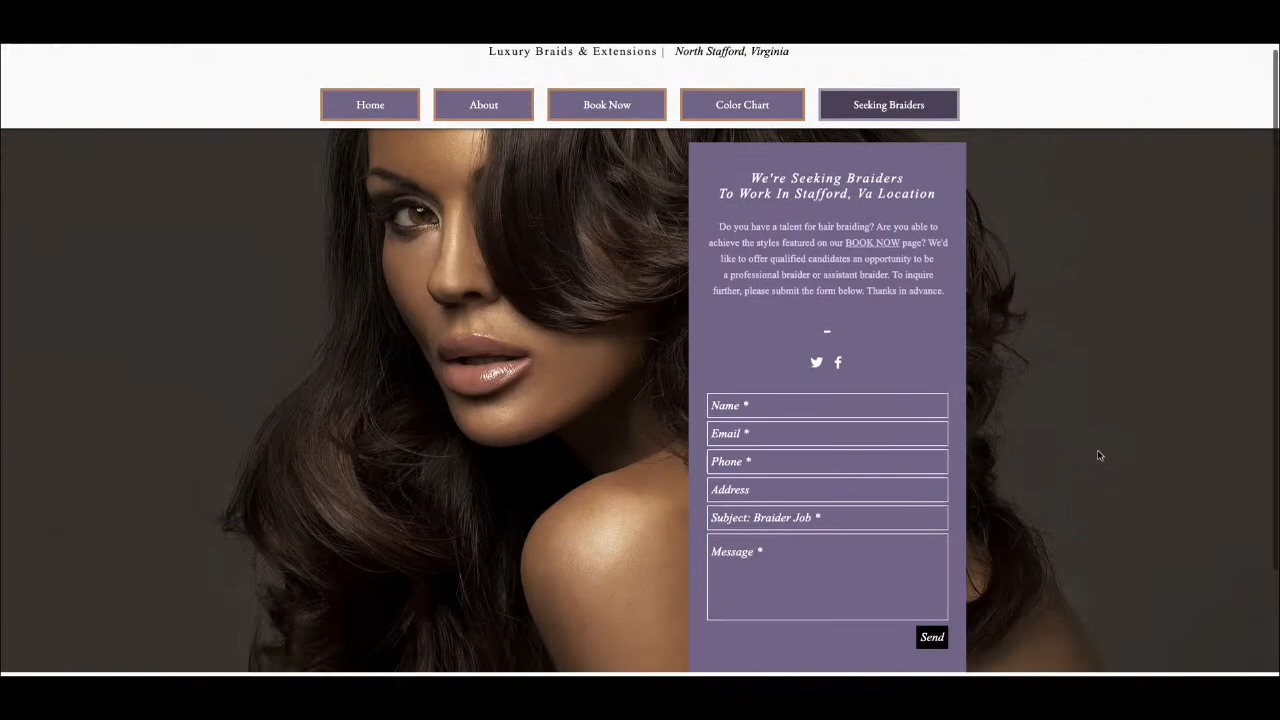 Luxury Braids & Extensions | North Stafford, Virginia
Home About Book Now Color Chart Seeking Braiders
We're Seeking Braiders
To Work In Stafford, Va Location
Do you have a talent for hair braiding? Are you able to
achieve the styles featured on our BOOK NOW page? We'd
like to offer qualified candidates an opportunity to be
a professional braider or assistant braider. To inquire
further, please submit the form below. Thanks in advance.
-
Name *
Email *
Phone *
Address
Subject: Braider Job *
Message *
Send